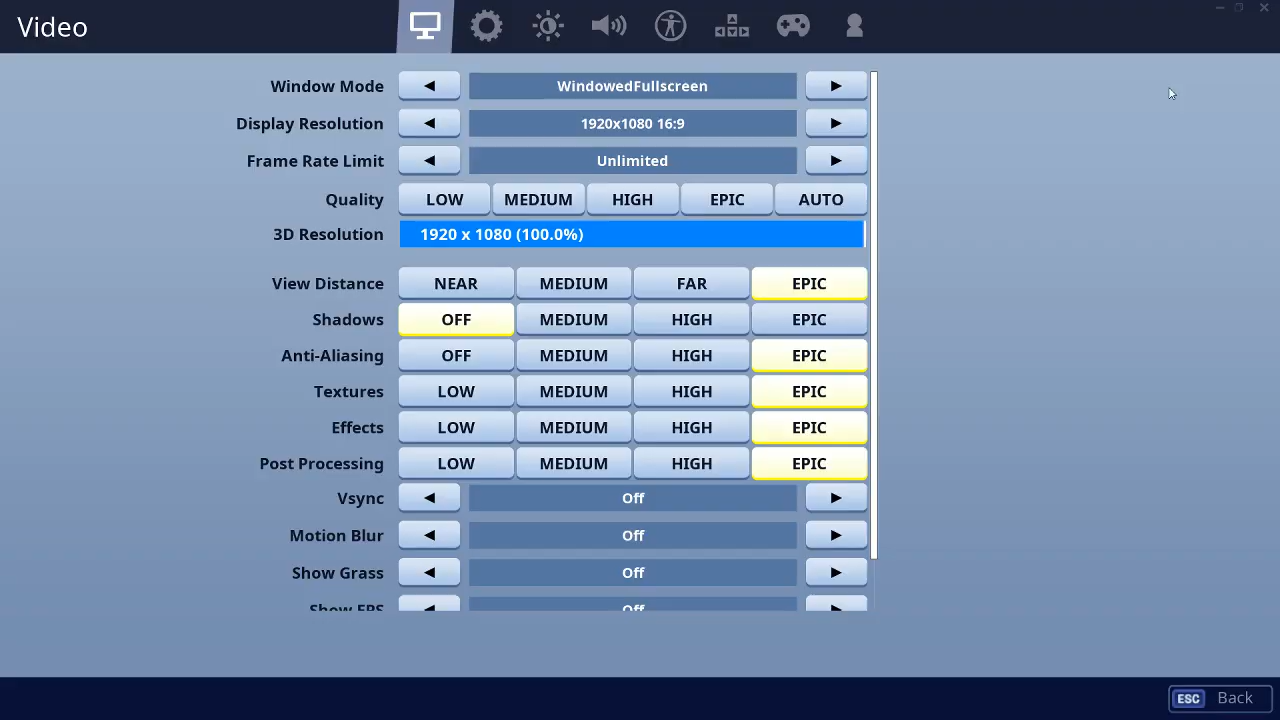 Video
Window Mode WindowedFullscreen
Display Resolution 1920x1080 16:9
Frame Rate Limit Unlimited
Quality LOW MEDIUM HIGH EPIC AUTO
3D Resolution 1920 x 1080 (100.0%)
View Distance NEAR MEDIUM FAR EPIC
Shadows OFF MEDIUM HIGH EPIC
Anti-Aliasing OFF MEDIUM HIGH EPIC
Textures LOW MEDIUM HIGH EPIC
Effects LOW MEDIUM HIGH EPIC
Post Processing LOW MEDIUM HIGH EPIC
Vsync Off
Motion Blur Off
Show Grass Off
Show FPS Off
ESC Back